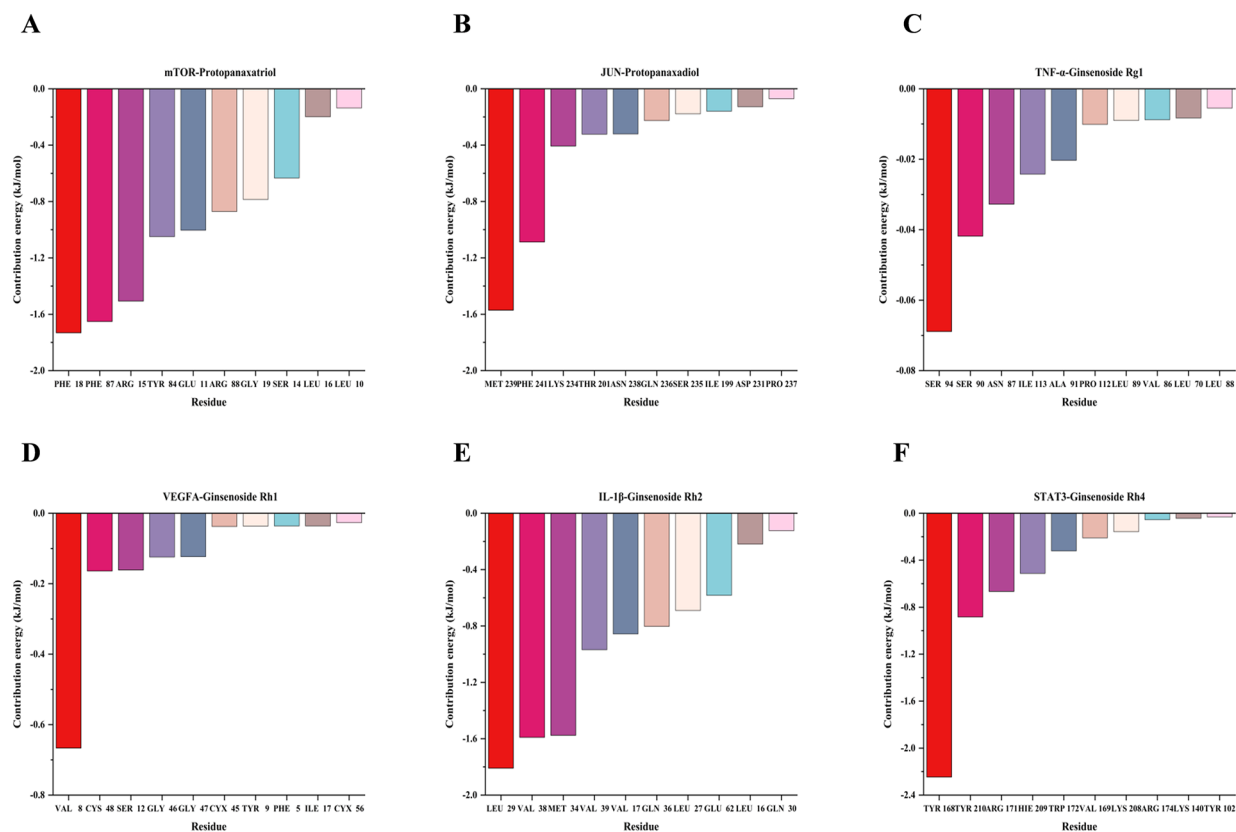 A
mTOR-Protopanaxatriol
Contribution energy (kJ/mol)
0.0
-0.4
-0.8
-1.2
-1.6
-2.0
PHE 18 PHE 87 ARG 15 TYR 84 GLU 11 ARG 88 GLY 19 SER 14 LEU 16 LEU 10
Residue
B
JUN-Protopanaxadiol
Contribution energy (kJ/mol)
0.0
-0.4
-0.8
-1.2
-1.6
-2.0
MET 239 PHE 241 LYS 234 THR 201 ASN 238 GLN 236 SER 235 ILE 199 ASP 231 PRO 237
Residue
C
TNF-α-Ginsenoside Rg1
Contribution energy (kJ/mol)
0.00
-0.02
-0.04
-0.06
-0.08
SER 94 SER 90 ASN 87 ILE 113 ALA 91 PRO 112 LEU 89 VAL 86 LEU 70 LEU 88
Residue
D
VEGFA-Ginsenoside Rh1
Contribution energy (kJ/mol)
0.0
-0.2
-0.4
-0.6
-0.8
VAL 8 CYS 48 SER 12 GLY 46 GLY 47 CYX 45 TYR 9 PHE 5 ILE 17 CYX 56
Residue
E
IL-1β-Ginsenoside Rh2
Contribution energy (kJ/mol)
0.0
-0.4
-0.8
-1.2
-1.6
-2.0
LEU 29 VAL 38 MET 34 VAL 39 VAL 17 GLN 36 LEU 27 GLU 62 LEU 16 GLN 30
Residue
F
STAT3-Ginsenoside Rh4
Contribution energy (kJ/mol)
0.0
-0.4
-0.8
-1.2
-1.6
-2.0
-2.4
TYR 168 TYR 210 ARG 171 HIE 209 TRP 172 VAL 169 LYS 208 ARG 174 LYS 140 TYR 102
Residue